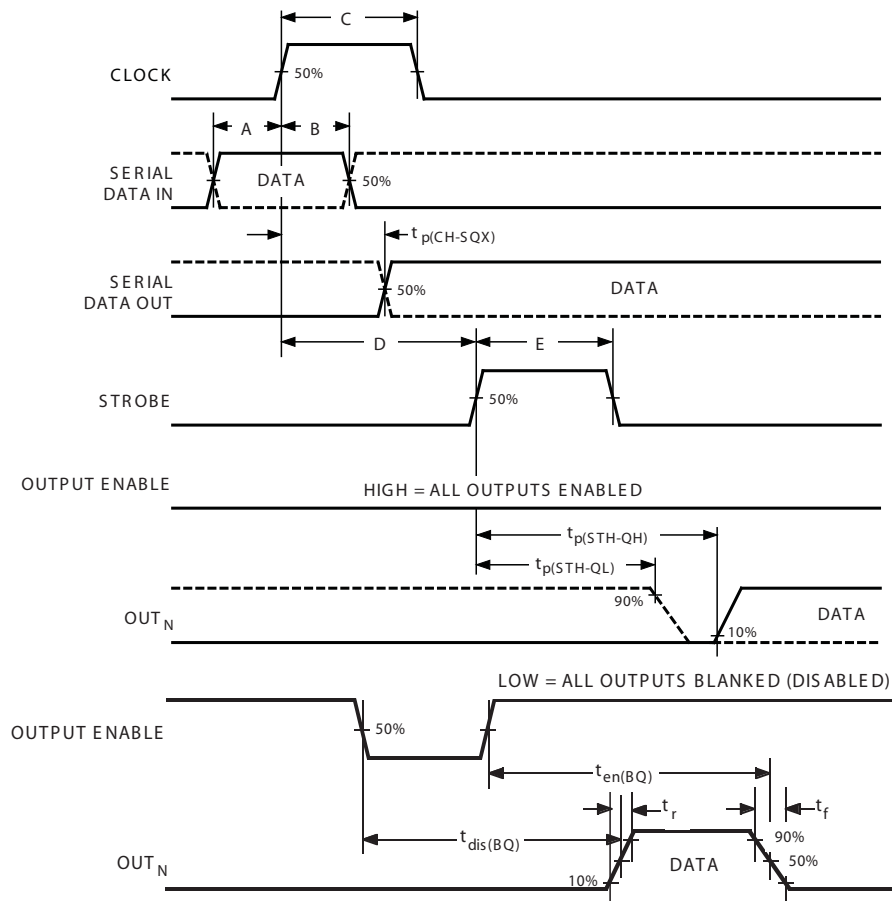 C
CLOCK
50%
A
B
SERIAL
DATA IN
DATA
50%
t p(CH-SQX)
SERIAL
DATA OUT
50%
DATA
D
E
STROBE
50%
OUTPUT ENABLE
HIGH = ALL OUTPUTS ENABLED
t p(STH-QH)
t p(STH-QL)
OUT N
90%
10%
DATA
LOW = ALL OUTPUTS BLANKED (DISABLED)
OUTPUT ENABLE
50%
t en(BQ)
t r
t f
t dis(BQ)
OUT N
10%
DATA
90%
50%